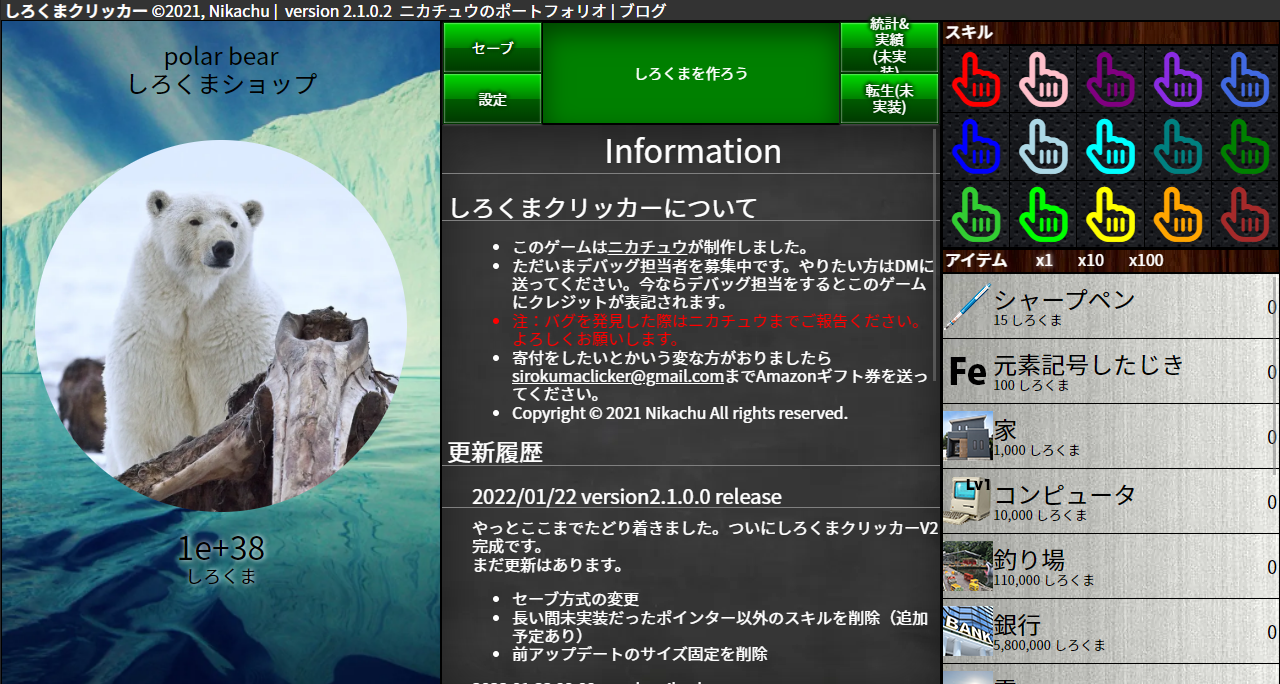 しろくまクリッカー ©2021, Nikachu | version 2.1.0.2 ニカチュウのポートフォリオ | ブログ
polar bear
しろくまショップ
1e+38
しろくま
セーブ
設定
しろくまを作ろう
統計&
実績
(未実
装)
転生(未
実装)
Information
しろくまクリッカーについて
このゲームはニカチュウが制作しました。
ただいまデバッグ担当者を募集中です。やりたい方はDMに
送ってください。今ならデバッグ担当をするとこのゲーム
にクレジットが表記されます。
注：バグを発見した際はニカチュウまでご報告ください。
よろしくお願いします。
寄付をしたいとかいう変な方がおりましたら
sirokumaclicker@gmail.comまでAmazonギフト券を送っ
てください。
Copyright © 2021 Nikachu All rights reserved.
更新履歴
2022/01/22 version2.1.0.0 release
やっとここまでたどり着きました。ついにしろくまクリッカーV2
完成です。
まだ更新はあります。
セーブ方式の変更
長い間未実装だったポインター以外のスキルを削除（追加
予定あり）
前アップデートのサイズ固定を削除
スキル
アイテム x1 x10 x100
シャープペン
15 しろくま
0
Fe
元素記号したじき
100 しろくま
0
家
1,000 しろくま
0
Lv1
コンピュータ
10,000 しろくま
0
釣り場
110,000 しろくま
0
BANK
銀行
5,800,000 しろくま
0